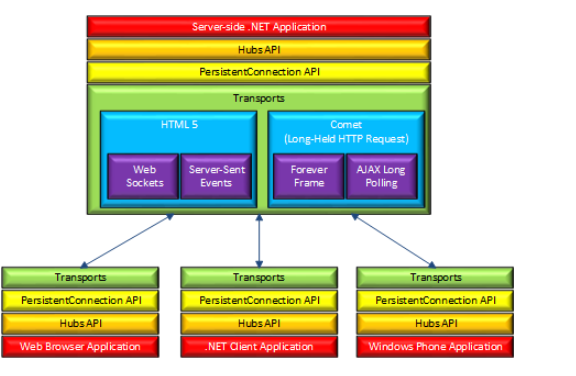 Server-side .NET Application
Hubs API
PersistentConnection API
Transports
HTML 5
Comet
(Long-Held HTTP Request)
Web
Sockets
Server-Sent
Events
Forever
Frame
AJAX Long
Polling
Transports
Transports
Transports
PersistentConnection API
PersistentConnection API
PersistentConnection API
Hubs API
Hubs API
Hubs API
Web Browser Application
.NET Client Application
Windows Phone Application